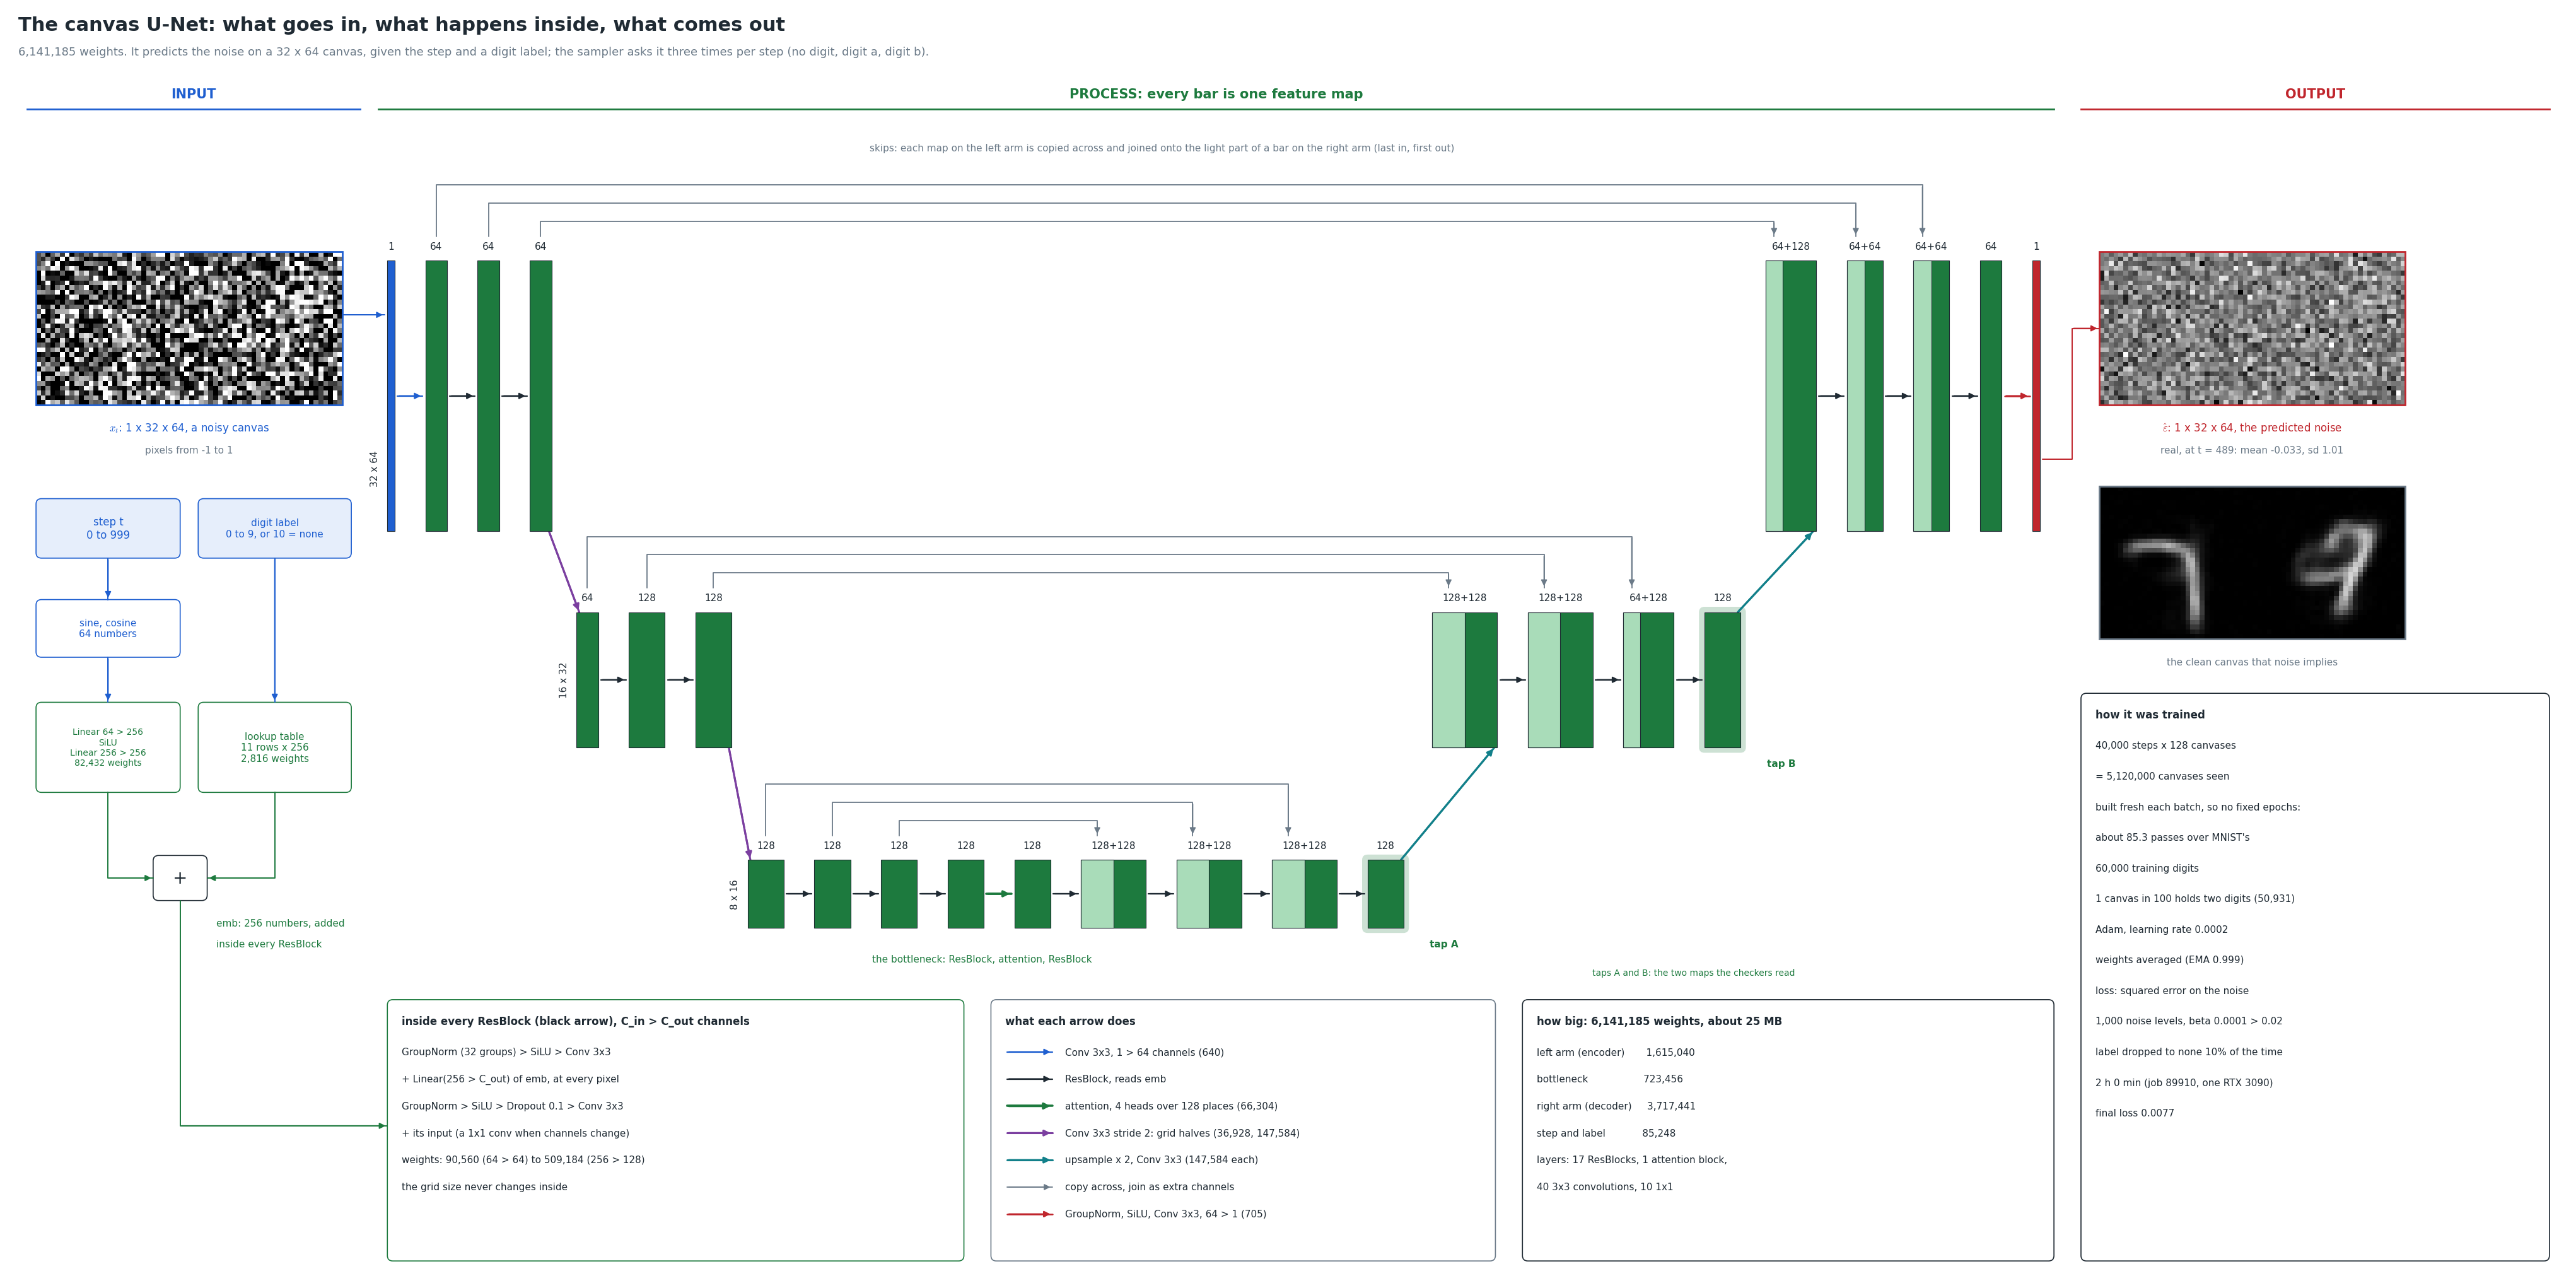 The canvas U-Net: what goes in, what happens inside, what comes out
6,141,185 weights. It predicts the noise on a 32 x 64 canvas, given the step and a digit label; the sampler asks it three times per step (no digit, digit a, digit b).
INPUT
PROCESS: every bar is one feature map
OUTPUT
skips: each map on the left arm is copied across and joined onto the light part of a bar on the right arm (last in, first out)
1
64
64
64
64+128
64+64
64+64
64
1
32 x 64
x_t: 1 x 32 x 64, a noisy canvas
pixels from -1 to 1
ε̂: 1 x 32 x 64, the predicted noise
real, at t = 489: mean -0.033, sd 1.01
step t
0 to 999
digit label
0 to 9, or 10 = none
sine, cosine
64 numbers
Linear 64 > 256
SiLU
Linear 256 > 256
82,432 weights
lookup table
11 rows x 256
2,816 weights
+
emb: 256 numbers, added
inside every ResBlock
64
128
128
128+128
128+128
64+128
128
16 x 32
tap B
128
128
128
128
128
128+128
128+128
128+128
128
8 x 16
tap A
the bottleneck: ResBlock, attention, ResBlock
taps A and B: the two maps the checkers read
the clean canvas that noise implies
inside every ResBlock (black arrow), C_in > C_out channels
GroupNorm (32 groups) > SiLU > Conv 3x3
+ Linear(256 > C_out) of emb, at every pixel
GroupNorm > SiLU > Dropout 0.1 > Conv 3x3
+ its input (a 1x1 conv when channels change)
weights: 90,560 (64 > 64) to 509,184 (256 > 128)
the grid size never changes inside
what each arrow does
Conv 3x3, 1 > 64 channels (640)
ResBlock, reads emb
attention, 4 heads over 128 places (66,304)
Conv 3x3 stride 2: grid halves (36,928, 147,584)
upsample x 2, Conv 3x3 (147,584 each)
copy across, join as extra channels
GroupNorm, SiLU, Conv 3x3, 64 > 1 (705)
how big: 6,141,185 weights, about 25 MB
left arm (encoder) 1,615,040
bottleneck 723,456
right arm (decoder) 3,717,441
step and label 85,248
layers: 17 ResBlocks, 1 attention block,
40 3x3 convolutions, 10 1x1
how it was trained
40,000 steps x 128 canvases
= 5,120,000 canvases seen
built fresh each batch, so no fixed epochs:
about 85.3 passes over MNIST's
60,000 training digits
1 canvas in 100 holds two digits (50,931)
Adam, learning rate 0.0002
weights averaged (EMA 0.999)
loss: squared error on the noise
1,000 noise levels, beta 0.0001 > 0.02
label dropped to none 10% of the time
2 h 0 min (job 89910, one RTX 3090)
final loss 0.0077